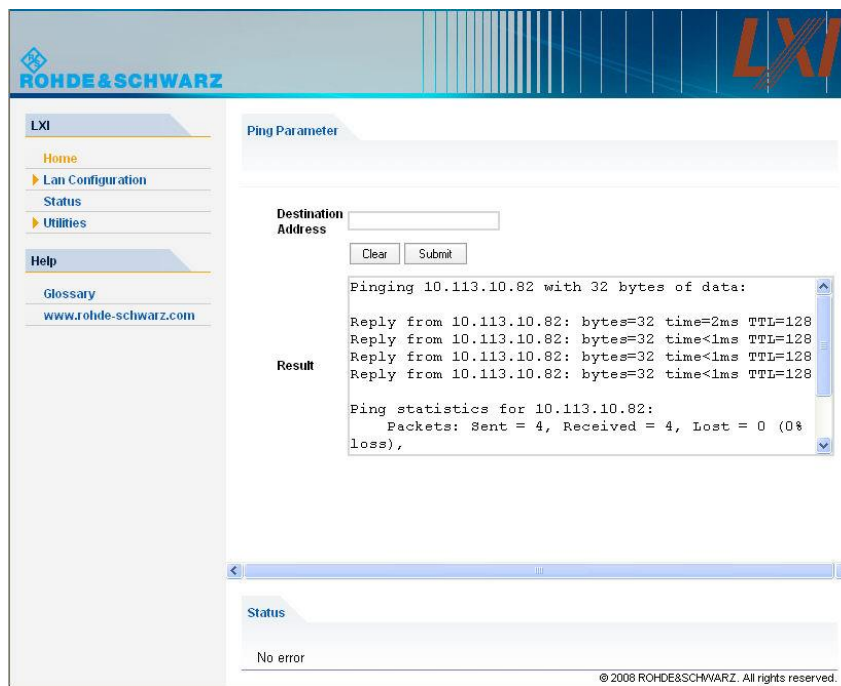 ROHDE&SCHWARZ
LXI
LXI
Home
Lan Configuration
Status
Utilities
Help
Glossary
www.rohde-schwarz.com
Ping Parameter
Destination
Address
Clear
Submit
Result
Pinging 10.113.10.82 with 32 bytes of data:
Reply from 10.113.10.82: bytes=32 time=2ms TTL=128
Reply from 10.113.10.82: bytes=32 time<1ms TTL=128
Reply from 10.113.10.82: bytes=32 time<1ms TTL=128
Reply from 10.113.10.82: bytes=32 time<1ms TTL=128
Ping statistics for 10.113.10.82:
Packets: Sent = 4, Received = 4, Lost = 0 (0%
loss),
Status
No error
© 2008 ROHDE&SCHWARZ. All rights reserved.